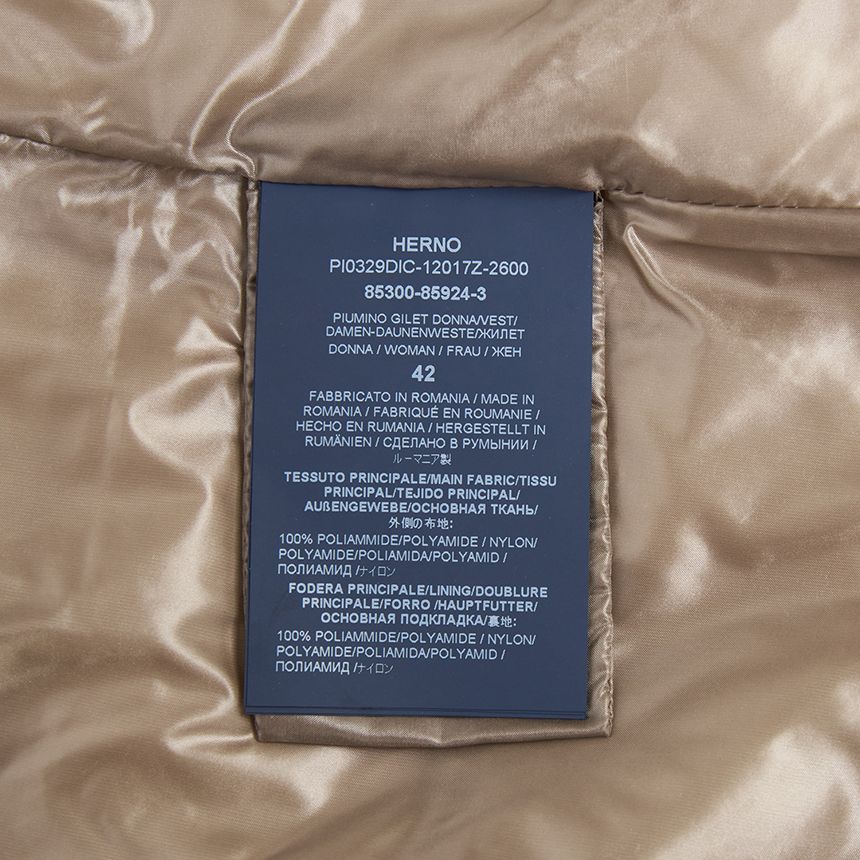 HERNO
PI0329DIC-12017Z-2600
85300-85924-3
PIUMINO GILET DONNA/VEST/
DAMEN-DAUNENWESTE/ЖИЛЕТ
DONNA / WOMAN / FRAU / ЖЕН
42
FABBRICATO IN ROMANIA / MADE IN
ROMANIA / FABRIQUÉ EN ROUMANIE /
HECHO EN RUMANIA / HERGESTELLT IN
RUMÄNIEN / СДЕЛАНО В РУМЫНИИ /
ルーマニア製
TESSUTO PRINCIPALE/MAIN FABRIC/TISSU
PRINCIPAL/TEJIDO PRINCIPAL/
AUßENGEWEBE/ОСНОВНАЯ ТКАНЬ/
外側の布地:
100% POLIAMMIDE/POLYAMIDE / NYLON/
POLYAMIDE/POLIAMIDA/POLYAMID /
ПОЛИАМИД /ナイロン
FODERA PRINCIPALE/LINING/DOUBLURE
PRINCIPALE/FORRO /HAUPTFUTTER/
ОСНОВНАЯ ПОДКЛАДКА/裏地:
100% POLIAMMIDE/POLYAMIDE / NYLON/
POLYAMIDE/POLIAMIDA/POLYAMID /
ПОЛИАМИД /ナイロン